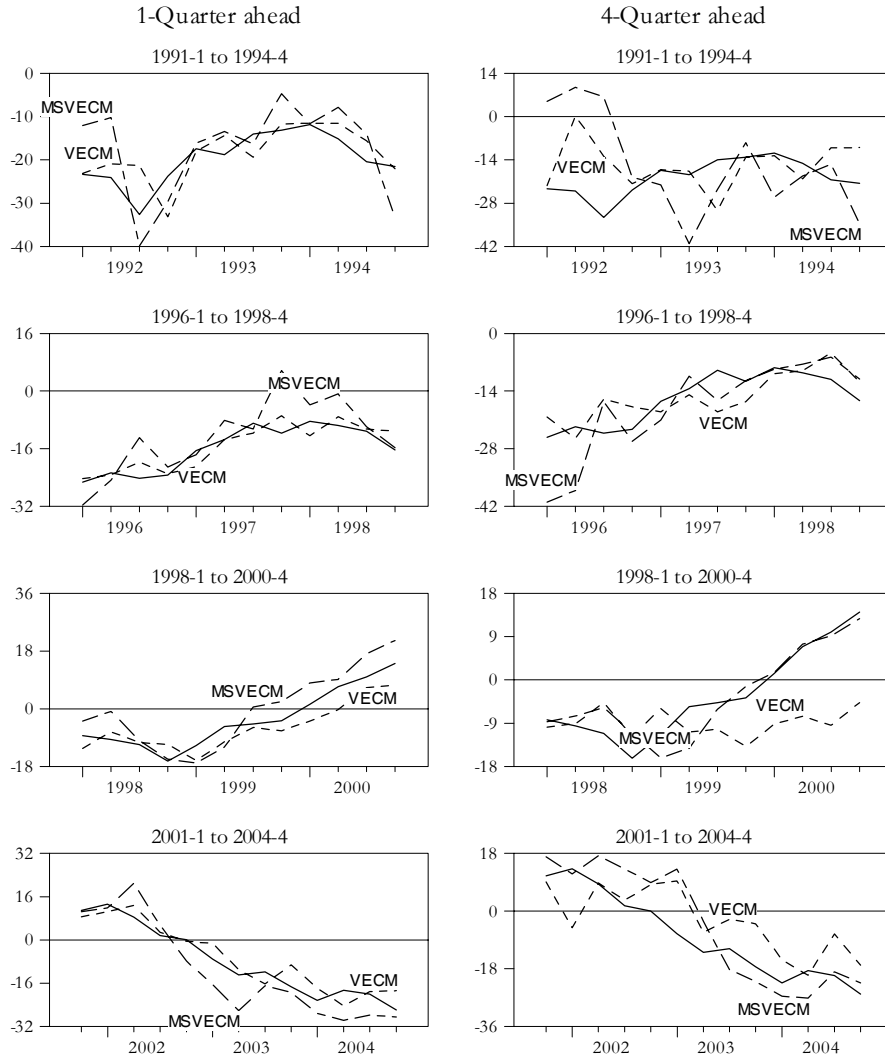 1-Quarter ahead
4-Quarter ahead
1991-1 to 1994-4
0
-10
-20
-30
-40
MSVECM
VECM
1992 1993 1994
1991-1 to 1994-4
14
0
-14
-28
-42
VECM
MSVECM
1992 1993 1994
1996-1 to 1998-4
16
0
-16
-32
MSVECM
VECM
1996 1997 1998
1996-1 to 1998-4
0
-14
-28
-42
VECM
MSVECM
1996 1997 1998
1998-1 to 2000-4
36
18
0
-18
MSVECM
VECM
1998 1999 2000
1998-1 to 2000-4
18
9
0
-9
-18
VECM
MSVECM
1998 1999 2000
2001-1 to 2004-4
32
16
0
-16
-32
VECM
MSVECM
2002 2003 2004
2001-1 to 2004-4
18
0
-18
-36
VECM
MSVECM
2002 2003 2004